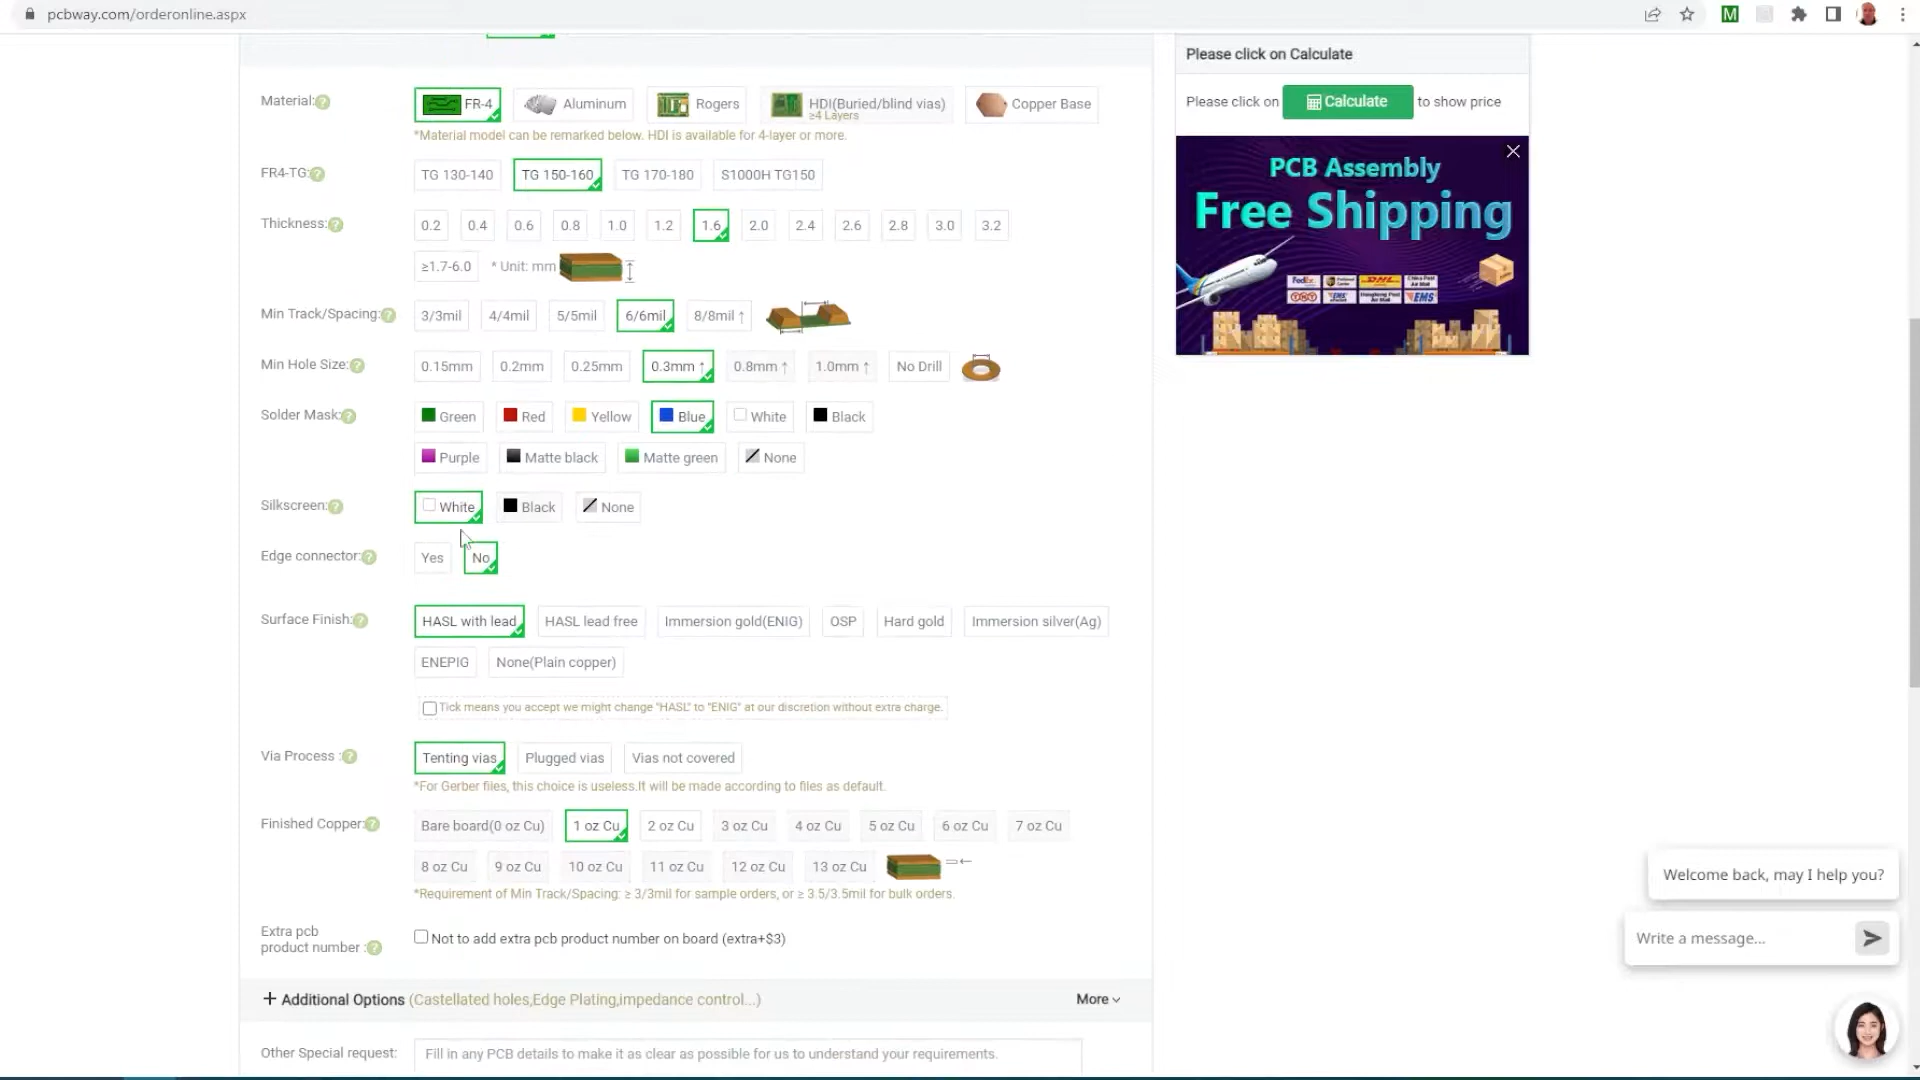 pcbway.com/orderonline.aspx
Please click on Calculate
Please click on Calculate to show price
PCB Assembly
Free Shipping
FedEx
DHL
TNT
EMS
Material:
FR-4 Aluminum Rogers HDI(Buried/blind vias) ≥4 Layers Copper Base
*Material model can be remarked below. HDI is available for 4-layer or more.
FR4-TG:
TG 130-140 TG 150-160 TG 170-180 S1000H TG150
Thickness:
0.2 0.4 0.6 0.8 1.0 1.2 1.6 2.0 2.4 2.6 2.8 3.0 3.2
≥1.7-6.0 * Unit: mm
Min Track/Spacing:
3/3mil 4/4mil 5/5mil 6/6mil 8/8mil ↑
Min Hole Size:
0.15mm 0.2mm 0.25mm 0.3mm ↑ 0.8mm ↑ 1.0mm ↑ No Drill
Solder Mask:
Green Red Yellow Blue White Black
Purple Matte black Matte green None
Silkscreen:
White Black None
Edge connector:
Yes No
Surface Finish:
HASL with lead HASL lead free Immersion gold(ENIG) OSP Hard gold Immersion silver(Ag)
ENEPIG None(Plain copper)
Tick means you accept we might change "HASL" to "ENIG" at our discretion without extra charge.
Via Process :
Tenting vias Plugged vias Vias not covered
*For Gerber files, this choice is useless.It will be made according to files as default.
Finished Copper:
Bare board(0 oz Cu) 1 oz Cu 2 oz Cu 3 oz Cu 4 oz Cu 5 oz Cu 6 oz Cu 7 oz Cu
8 oz Cu 9 oz Cu 10 oz Cu 11 oz Cu 12 oz Cu 13 oz Cu
*Requirement of Min Track/Spacing: ≥ 3/3mil for sample orders, or ≥ 3.5/3.5mil for bulk orders.
Extra pcb
product number :
Not to add extra pcb product number on board (extra+$3)
+ Additional Options (Castellated holes,Edge Plating,impedance control...) More
Other Special request:
Fill in any PCB details to make it as clear as possible for us to understand your requirements.
Welcome back, may I help you?
Write a message...